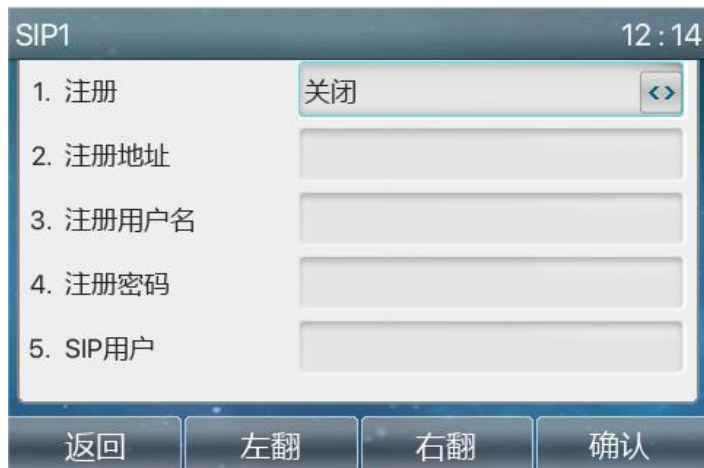 SIP1 12:14
1. 注册 关闭
2. 注册地址
3. 注册用户名
4. 注册密码
5. SIP用户
返回 左翻 右翻 确认